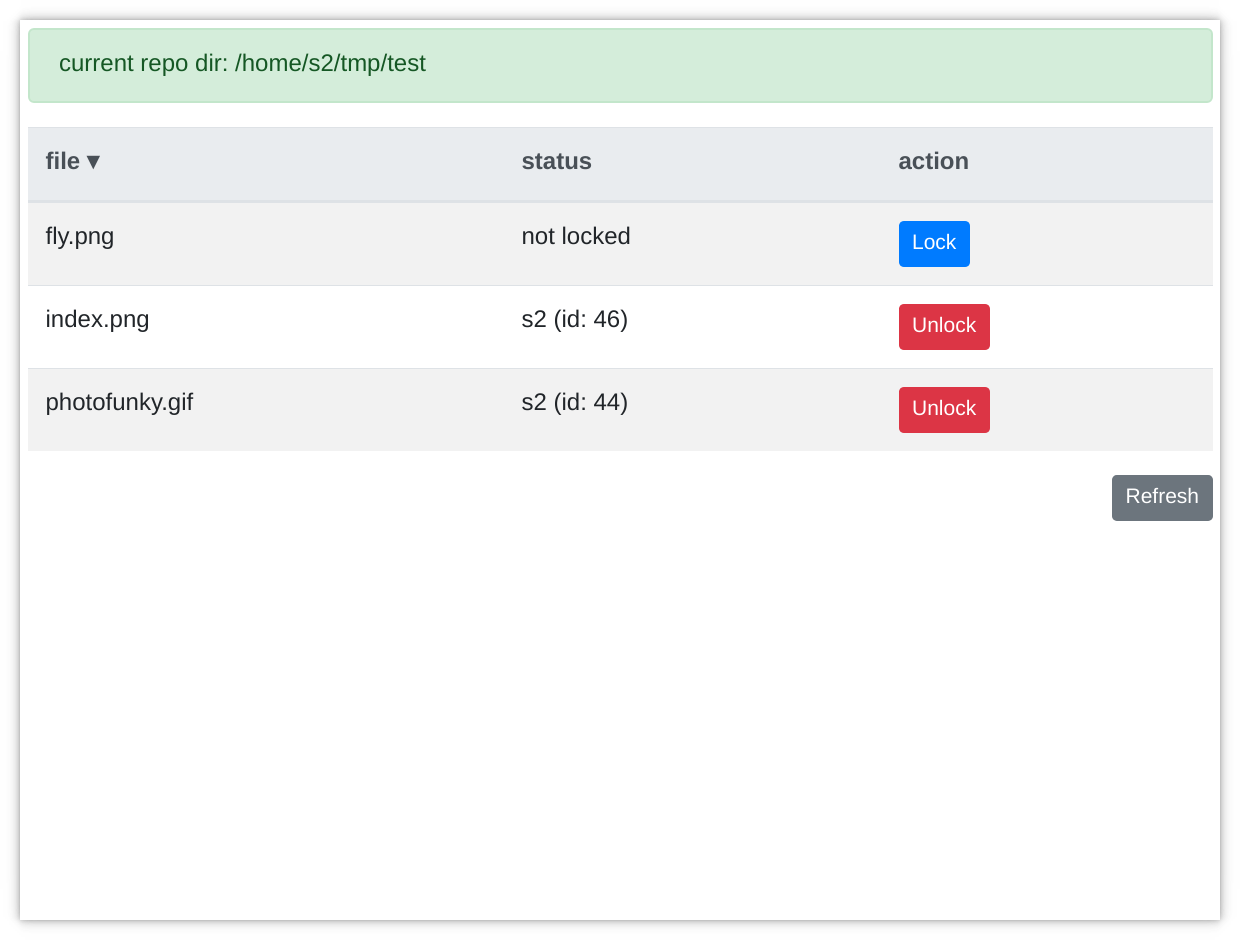 current repo dir: /home/s2/tmp/test
file ▼ status action
fly.png not locked Lock
index.png s2 (id: 46) Unlock
photofunky.gif s2 (id: 44) Unlock
Refresh